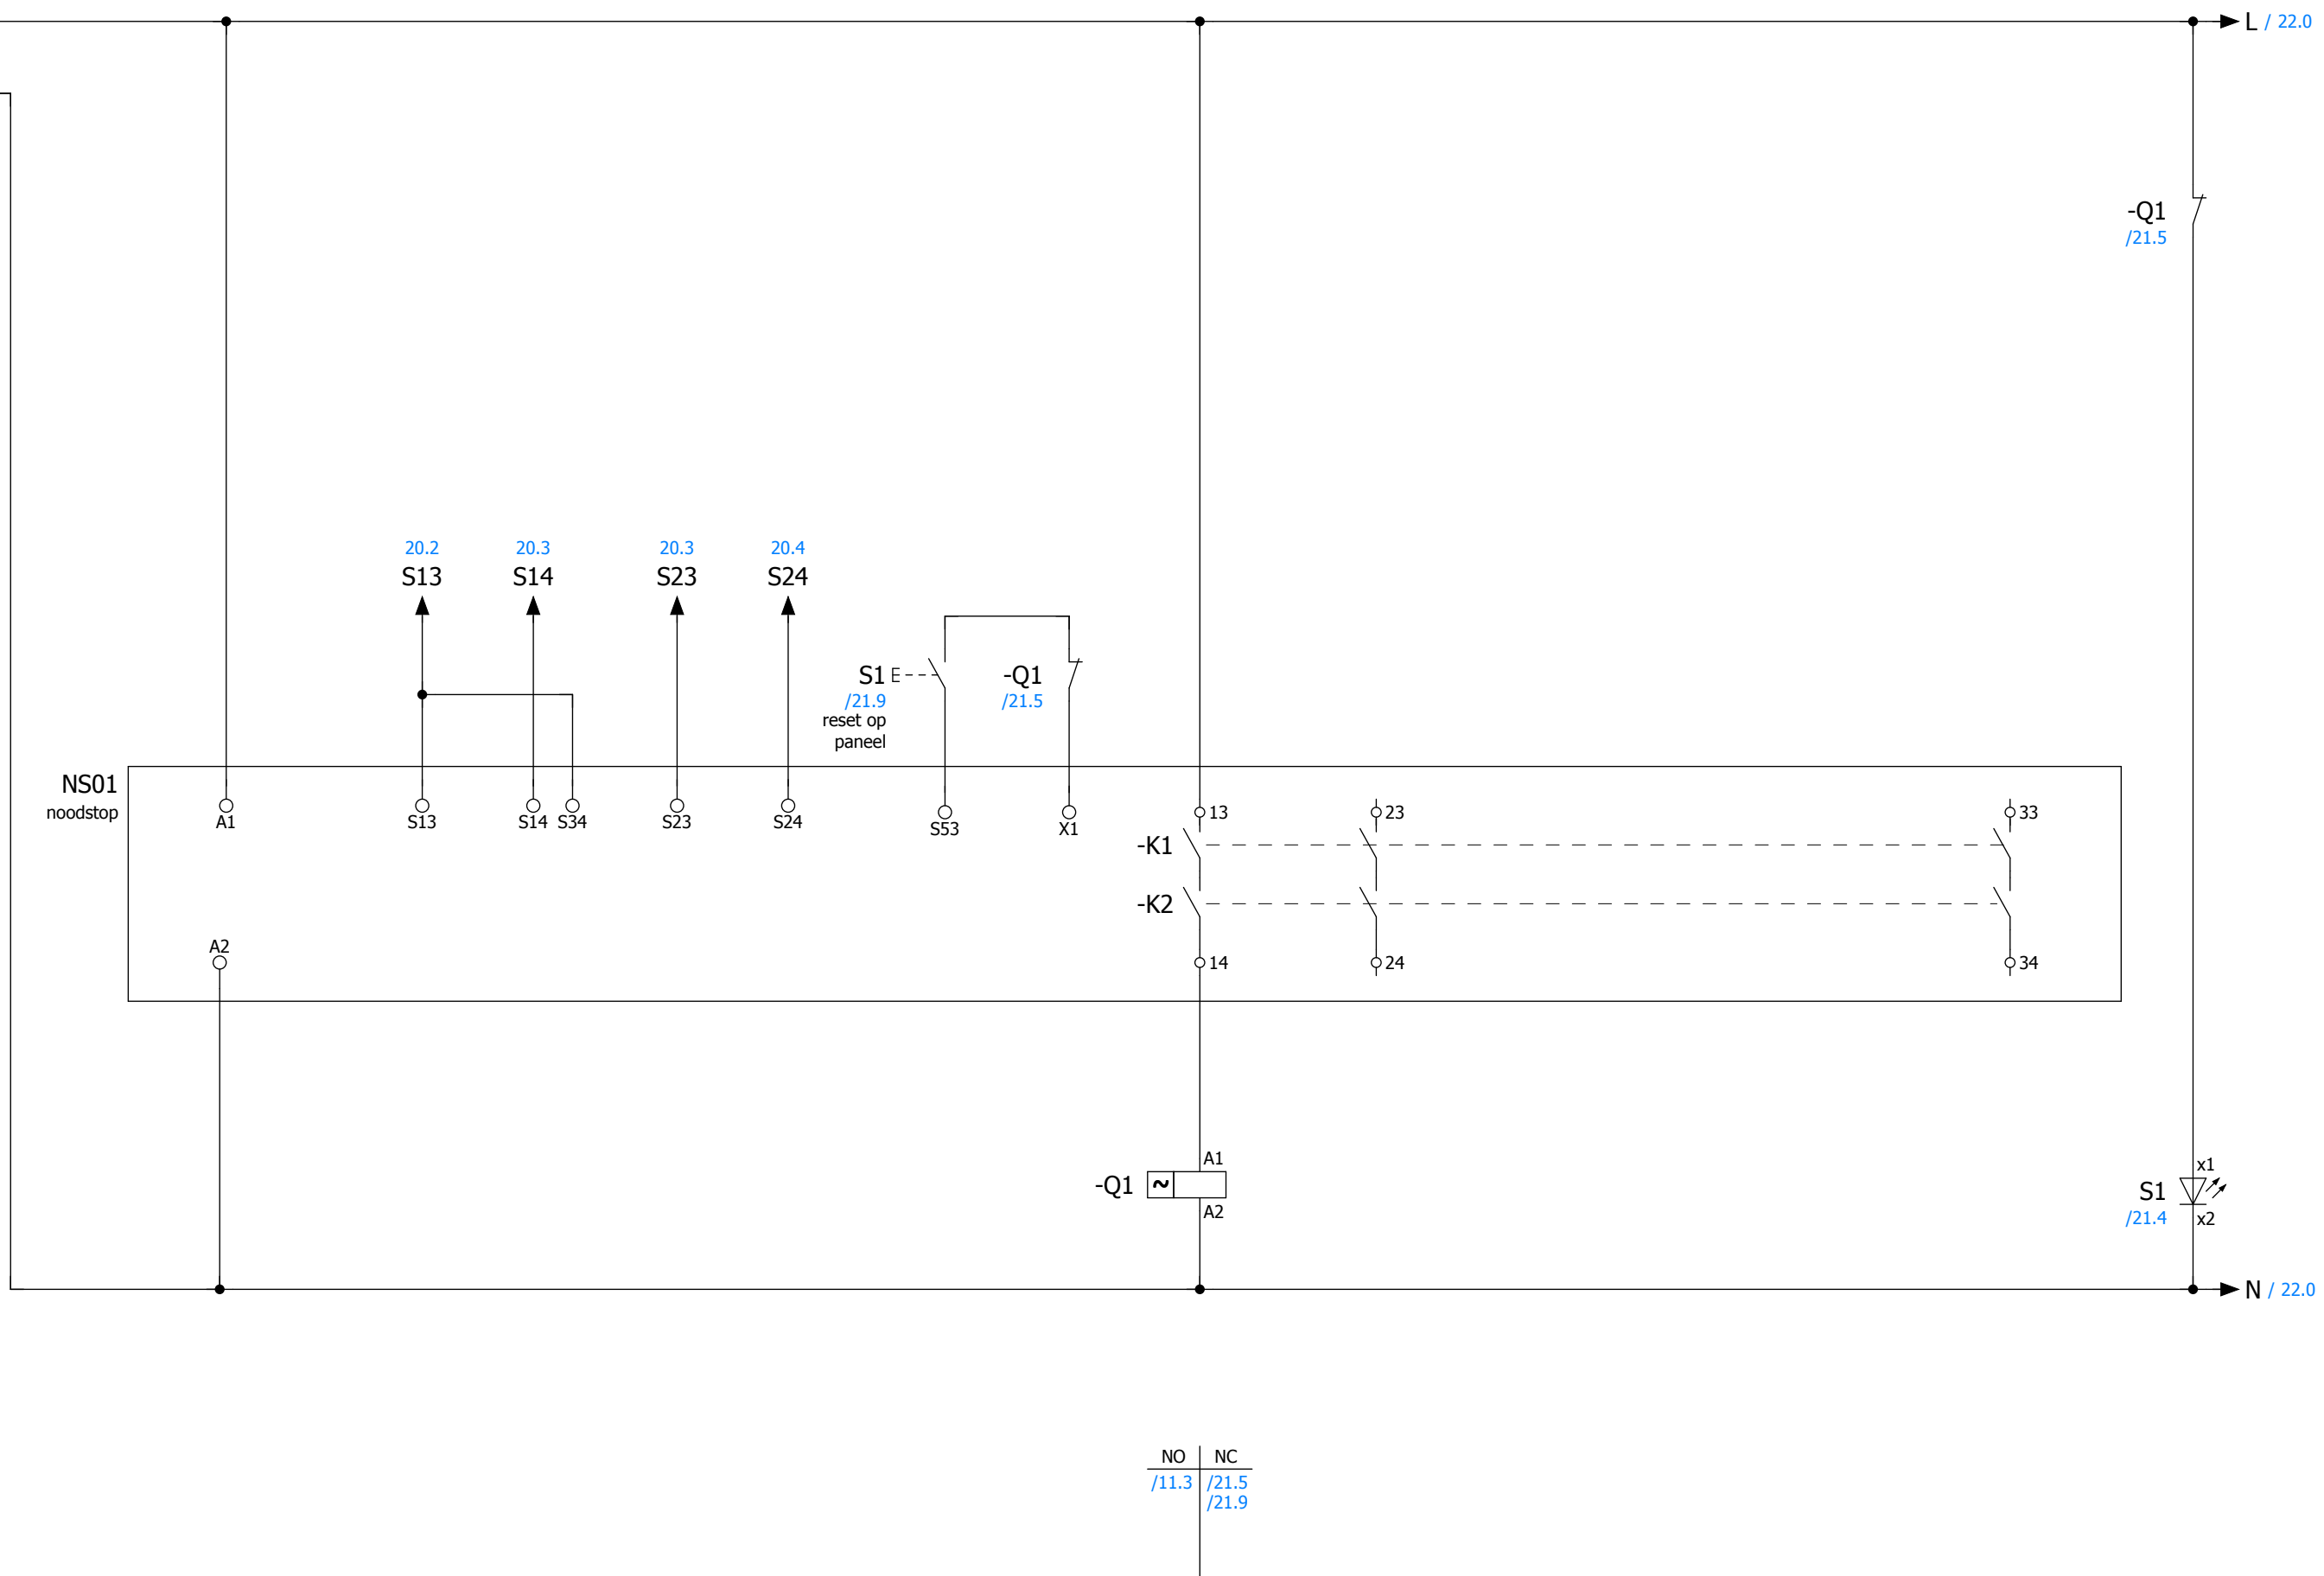 L / 22.0
-Q1
/21.5
20.2
S13
20.3
S14
20.3
S23
20.4
S24
S1
/21.9
reset op
paneel
-Q1
/21.5
NS01
noodstop
A1
S13
S14
S34
S23
S24
S53
X1
13
23
33
-K1
-K2
A2
14
24
34
A1
-Q1
~
A2
x1
S1
/21.4
x2
N / 22.0
NO NC
/11.3 /21.5
/21.9